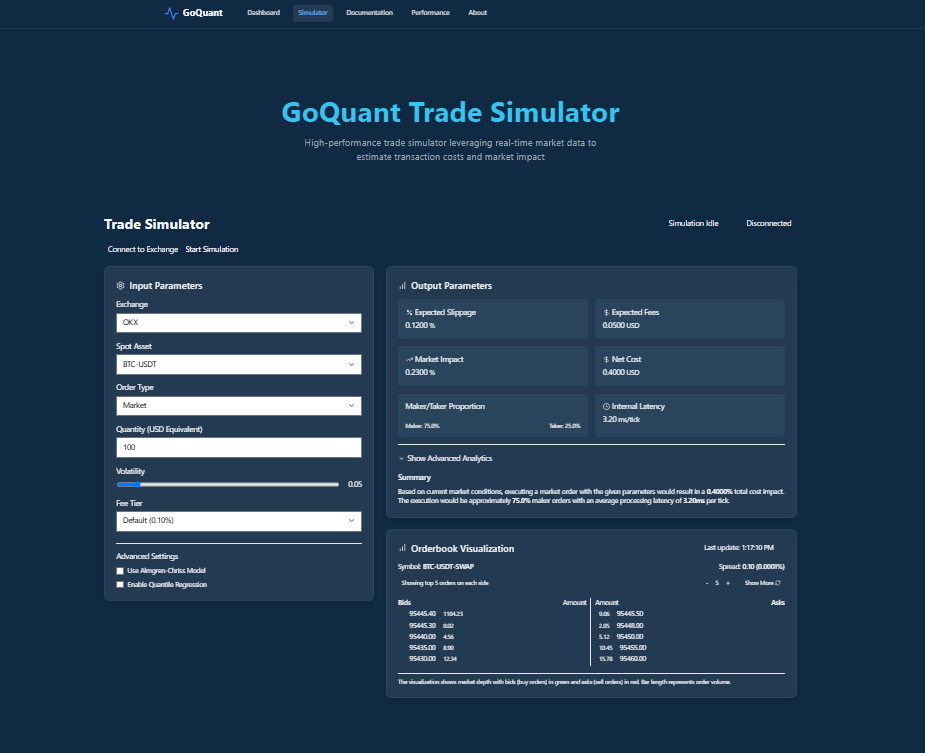 GoQuant Dashboard Simulator Documentation Performance About
GoQuant Trade Simulator
High-performance trade simulator leveraging real-time market data to
estimate transaction costs and market impact
Trade Simulator
Simulation Idle Disconnected
Connect to Exchange Start Simulation
Input Parameters
Exchange
OKX
Spot Asset
BTC-USDT
Order Type
Market
Quantity (USD Equivalent)
100
Volatility
0.05
Fee Tier
Default (0.10%)
Advanced Settings
Use Almgren-Chriss Model
Enable Quantile Regression
Output Parameters
% Expected Slippage
0.1200 %
$ Expected Fees
0.0500 USD
Market Impact
0.2300 %
$ Net Cost
0.4000 USD
Maker/Taker Proportion
Maker: 75.0% Taker: 25.0%
Internal Latency
3.20 ms/tick
Show Advanced Analytics
Summary
Based on current market conditions, executing a market order with the given parameters would result in a 0.4000% total cost impact.
The execution would be approximately 75.0% maker orders with an average processing latency of 3.20ms per tick.
Orderbook Visualization
Last update: 1:17:10 PM
Symbol: BTC-USDT-SWAP Spread: 0.10 (0.0001%)
Showing top 5 orders on each side - 5 + Show More
Bids Amount Amount Asks
95445.40 1104.23 9.06 95445.50
95445.30 0.02 2.05 95448.00
95440.00 4.56 5.12 95450.00
95435.00 8.90 10.45 95455.00
95430.00 12.34 15.78 95460.00
The visualization shows market depth with bids (buy orders) in green and asks (sell orders) in red. Bar length represents order volume.